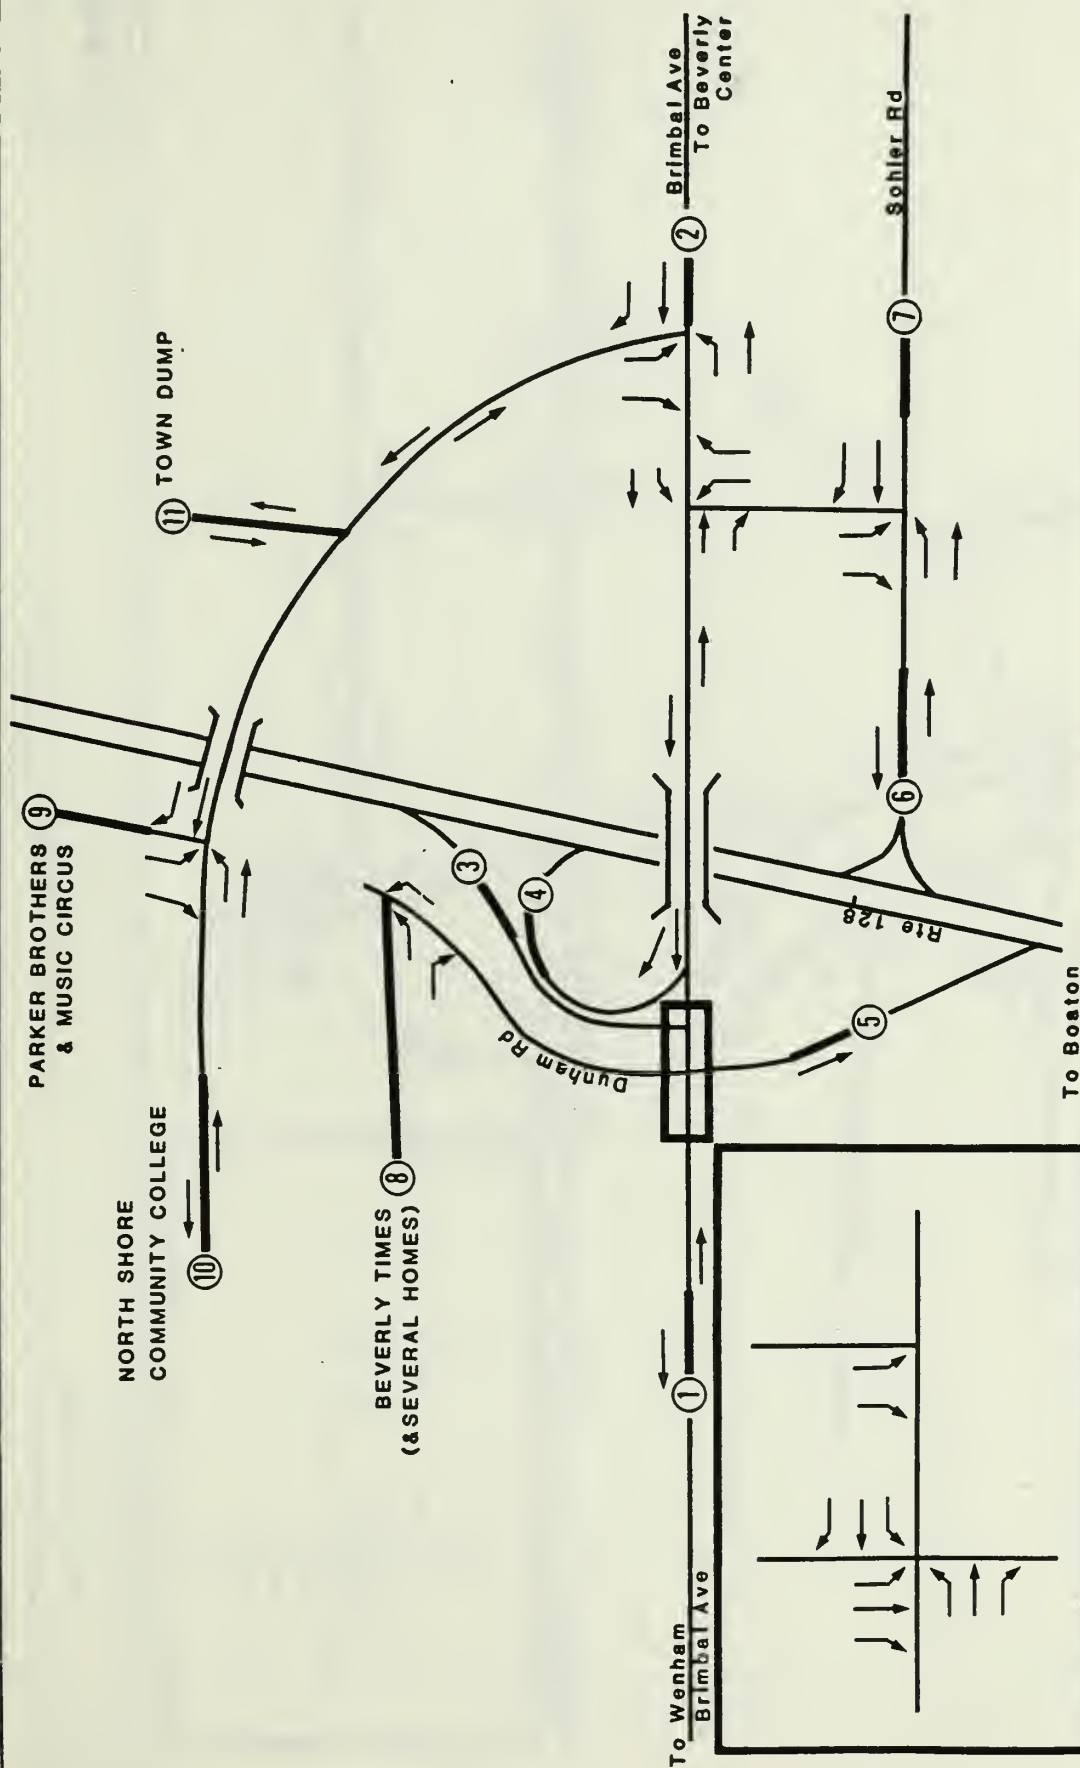 NORTH SHORE
COMMUNITY COLLEGE
10
PARKER BROTHERS
& MUSIC CIRCUS
9
11
TOWN DUMP
BEVERLY TIMES
(& SEVERAL HOMES)
8
Dunham Rd
3
4
To Wenham
Brimbal Ave
1
2
Brimbal Ave
To Beverly
Center
5
Rte 128
6
7
Sohier Rd
To Boston